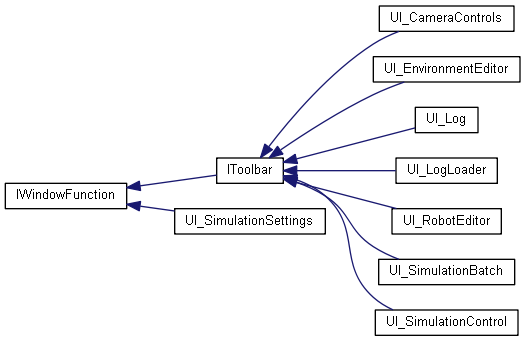 UI_CameraControls
UI_EnvironmentEditor
UI_Log
IToolbar
UI_LogLoader
IWindowFunction
UI_SimulationSettings
UI_RobotEditor
UI_SimulationBatch
UI_SimulationControl